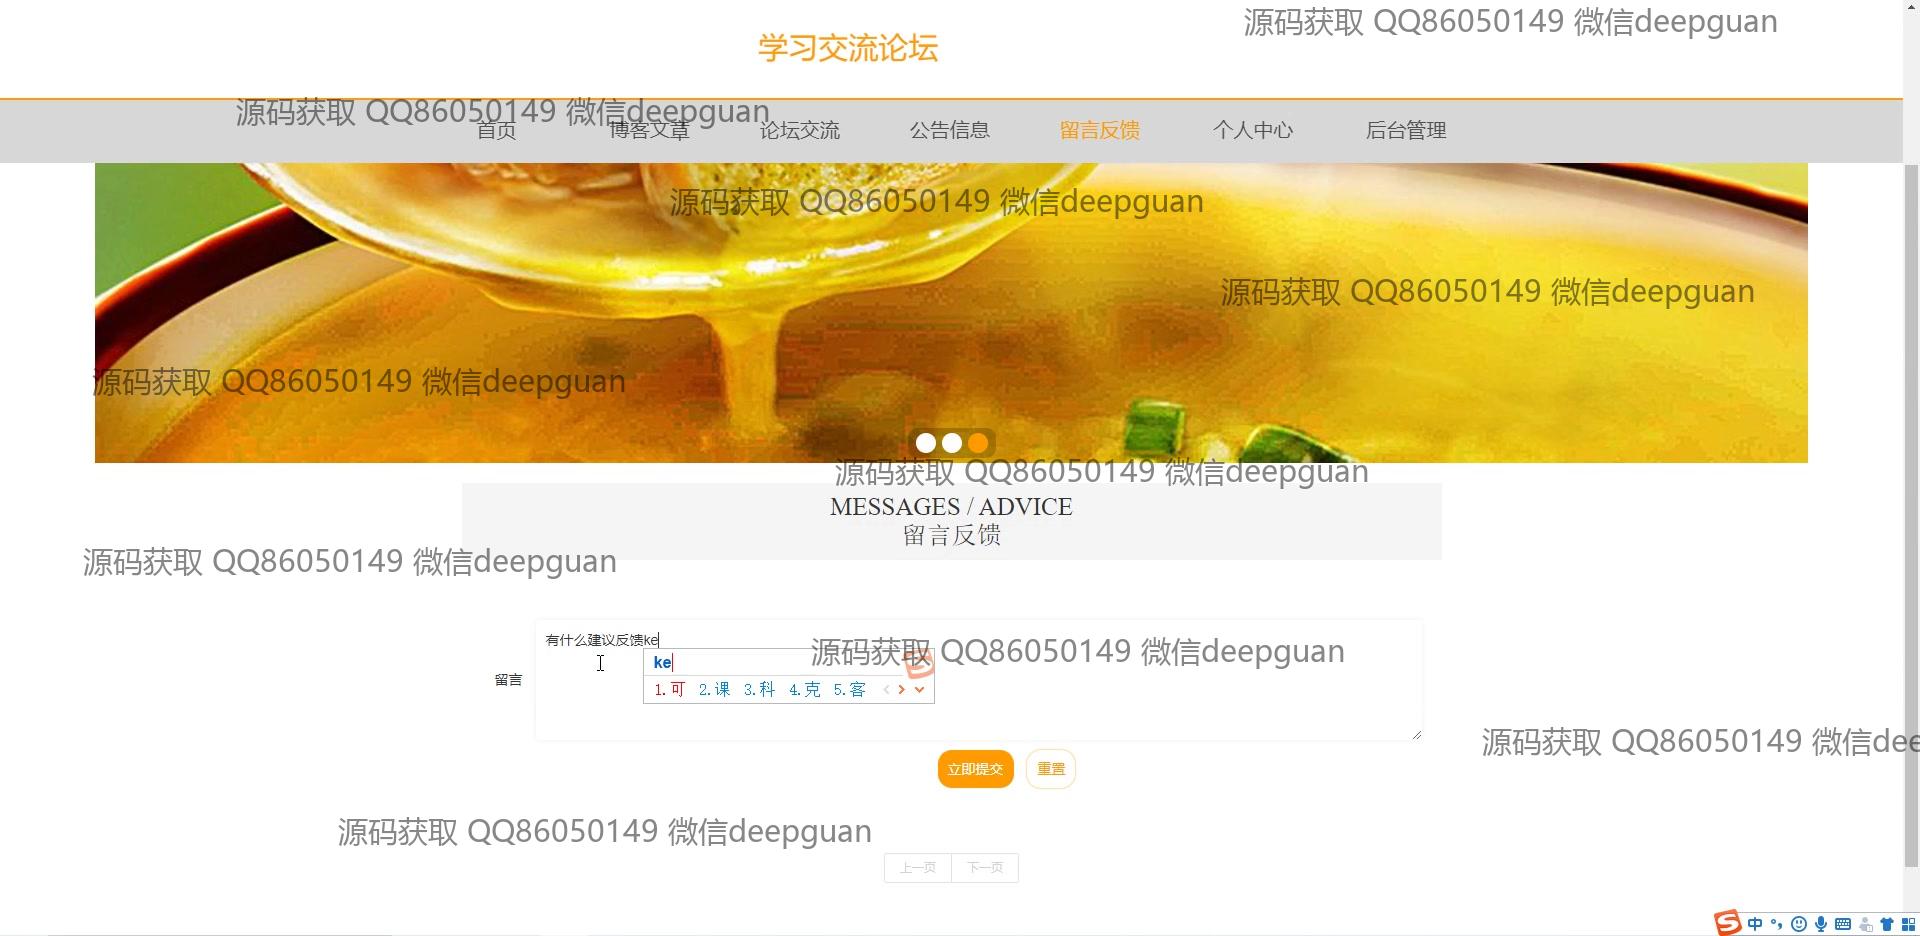 源码获取 QQ86050149 微信deepguan
学习交流论坛
源码获取 QQ86050149 微信deepguan
首页 博客文章 论坛交流 公告信息 留言反馈 个人中心 后台管理
源码获取 QQ86050149 微信deepguan
源码获取 QQ86050149 微信deepguan
源码获取 QQ86050149 微信deepguan
源码获取 QQ86050149 微信deepguan
MESSAGES / ADVICE
留言反馈
源码获取 QQ86050149 微信deepguan
有什么建议反馈ke
源码获取 QQ86050149 微信deepguan
ke
留言
1.可 2.课 3.科 4.克 5.客
源码获取 QQ86050149 微信dee
立即提交 重置
源码获取 QQ86050149 微信deepguan
上一页 下一页
中